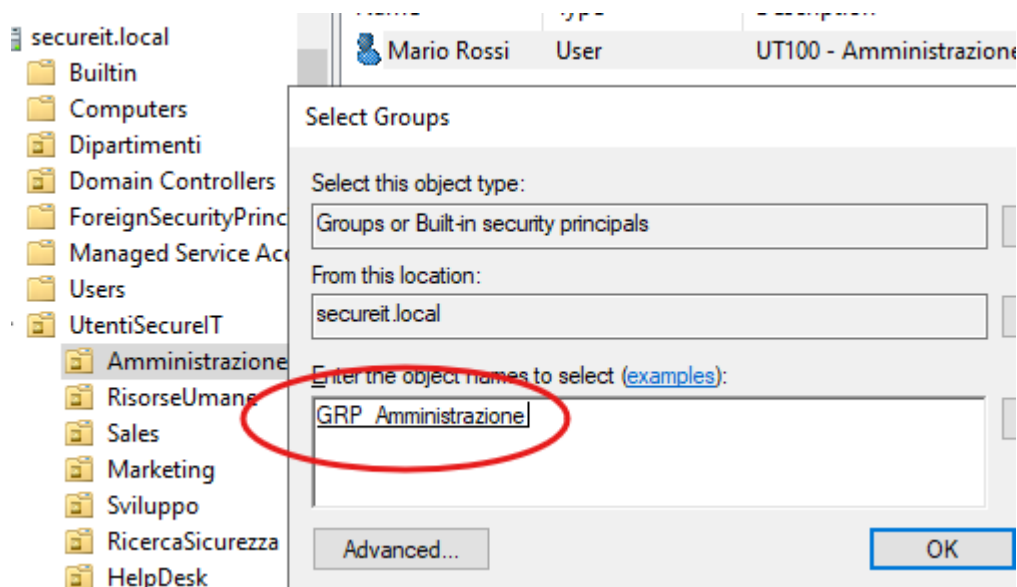 secureit.local
Builtin
Computers
Dipartimenti
Domain Controllers
ForeignSecurityPrinc
Managed Service Acc
Users
UtentiSecureIT
Amministrazione
RisorseUmane
Sales
Marketing
Sviluppo
RicercaSicurezza
HelpDesk
Mario Rossi User UT100 - Amministrazione
Select Groups
Select this object type:
Groups or Built-in security principals
From this location:
secureit.local
Enter the object names to select (examples):
GRP_Amministrazione
Advanced...
OK